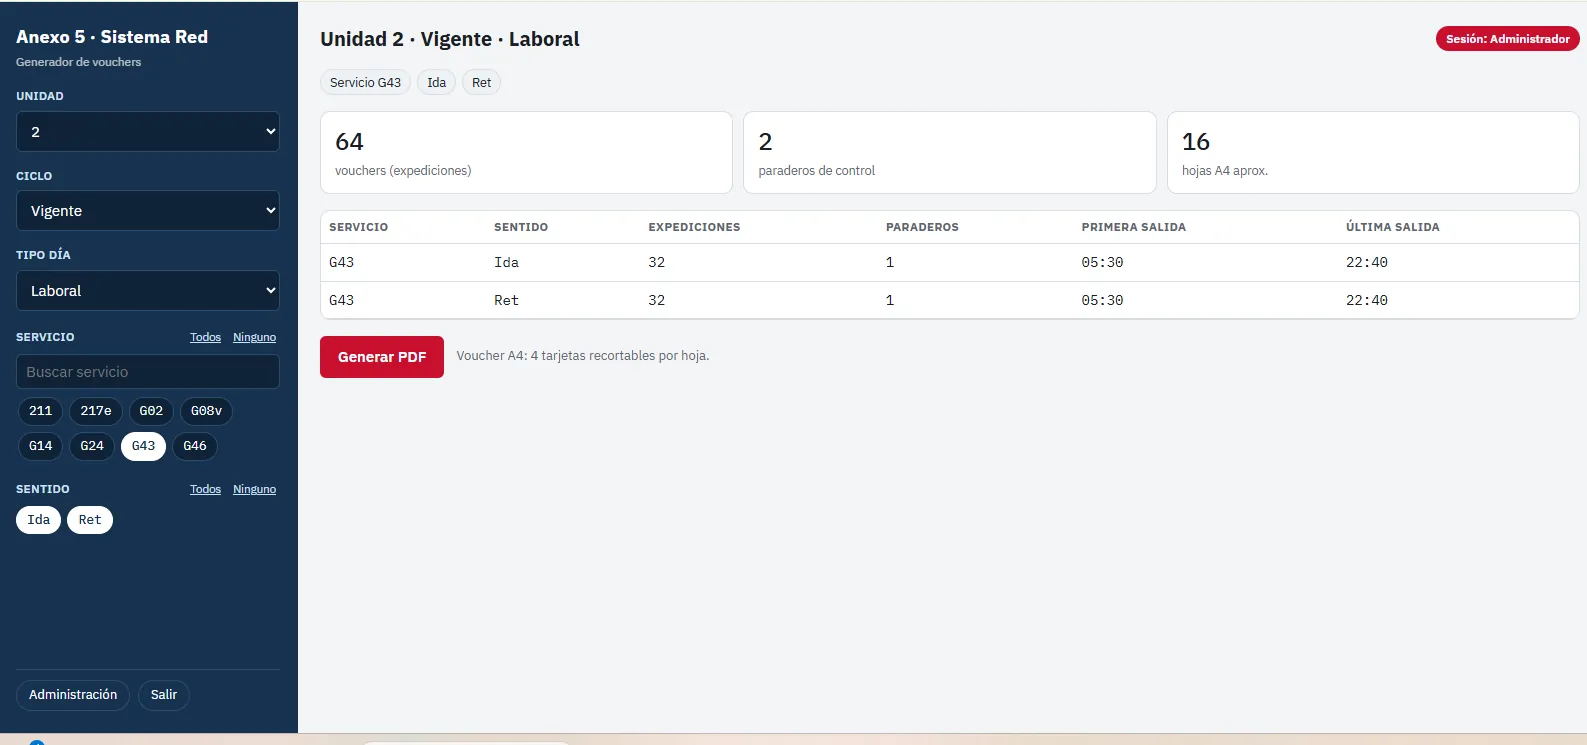 Anexo 5 · Sistema Red
Generador de vouchers
UNIDAD
2
CICLO
Vigente
TIPO DÍA
Laboral
SERVICIO Todos Ninguno
Buscar servicio
211 217e G02 G08v
G14 G24 G43 G46
SENTIDO Todos Ninguno
Ida Ret
Administración Salir
Unidad 2 · Vigente · Laboral
Sesión: Administrador
Servicio G43 Ida Ret
64
vouchers (expediciones)
2
paraderos de control
16
hojas A4 aprox.
SERVICIO SENTIDO EXPEDICIONES PARADEROS PRIMERA SALIDA ÚLTIMA SALIDA
G43 Ida 32 1 05:30 22:40
G43 Ret 32 1 05:30 22:40
Generar PDF Voucher A4: 4 tarjetas recortables por hoja.